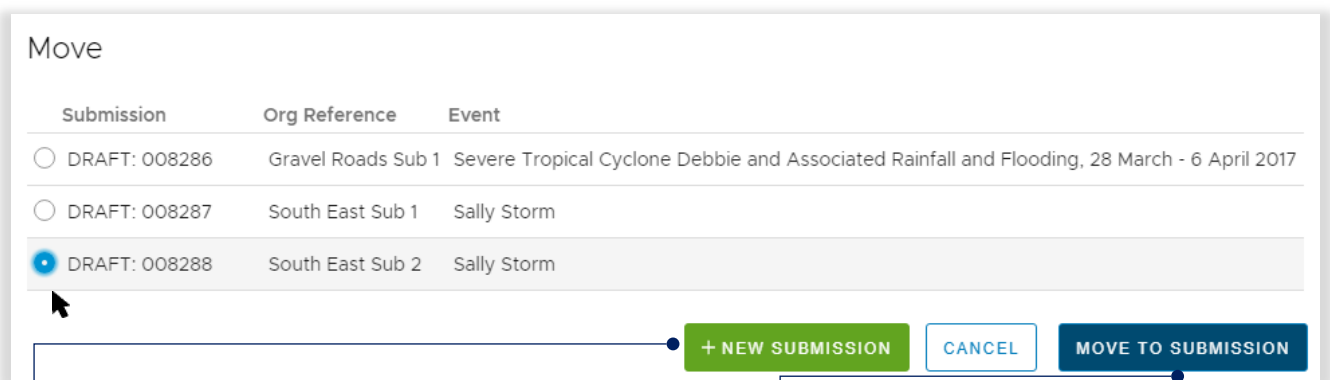 Move
Submission Org Reference Event
DRAFT: 008286 Gravel Roads Sub 1 Severe Tropical Cyclone Debbie and Associated Rainfall and Flooding, 28 March - 6 April 2017
DRAFT: 008287 South East Sub 1 Sally Storm
DRAFT: 008288 South East Sub 2 Sally Storm
+ NEW SUBMISSION CANCEL MOVE TO SUBMISSION